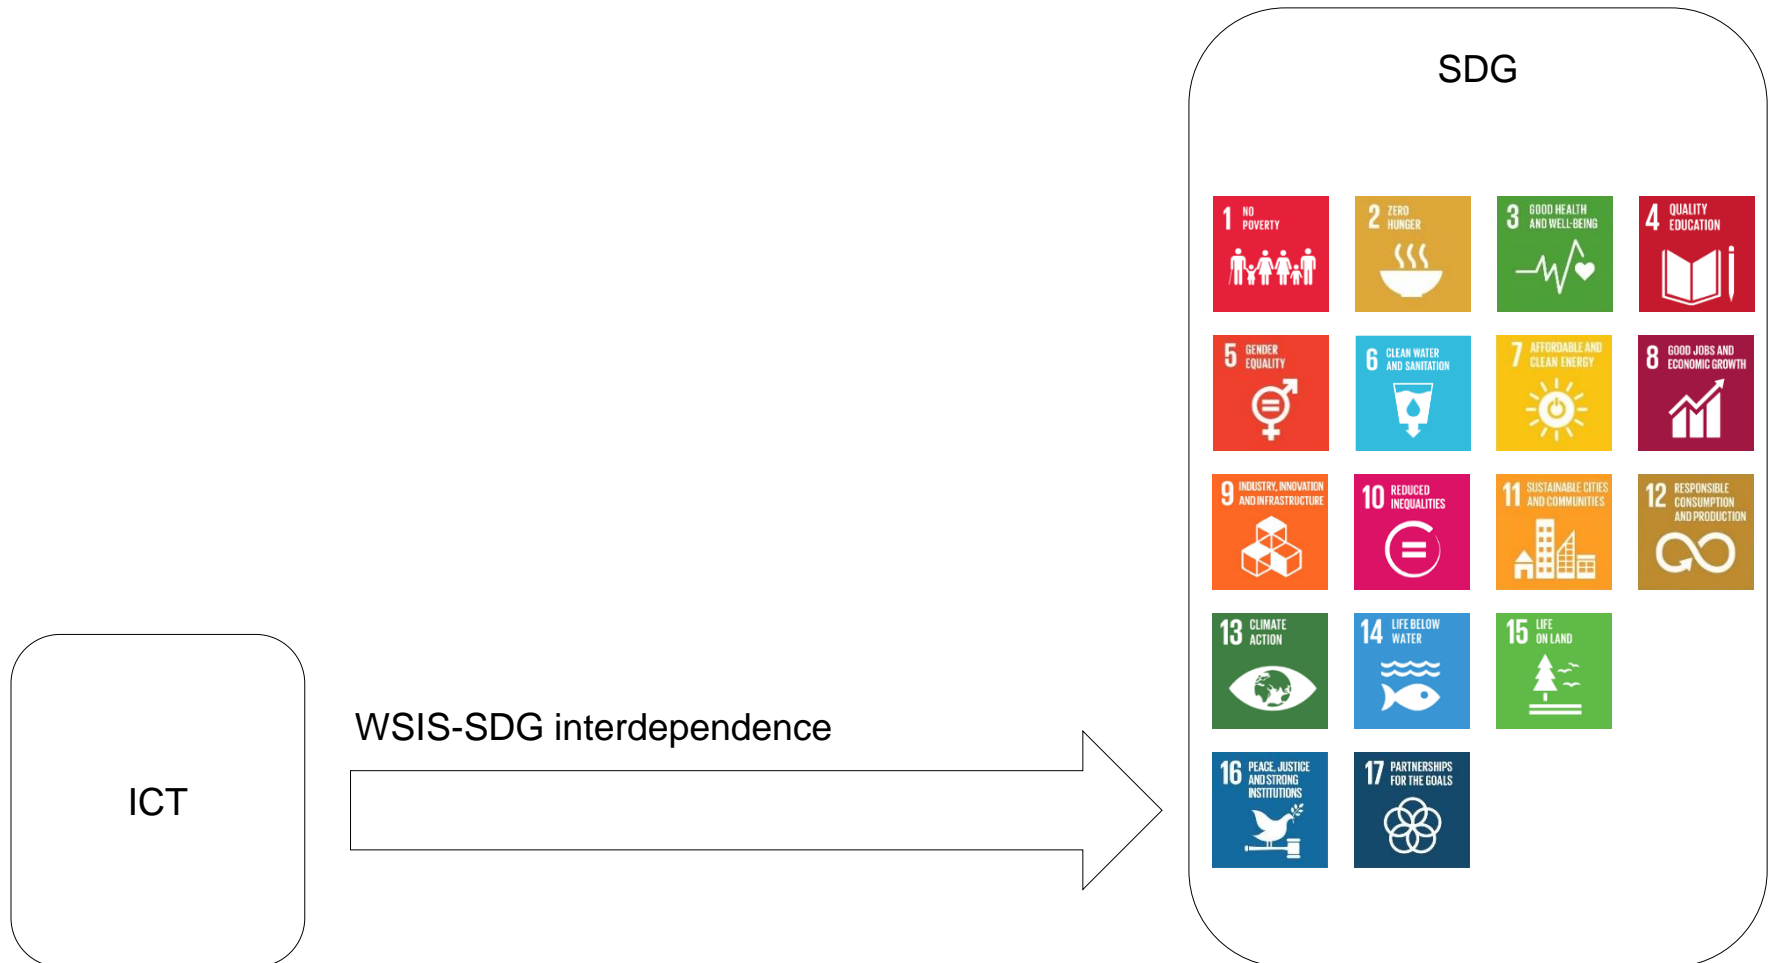 SDG
1 NO
POVERTY
2 ZERO
HUNGER
3 GOOD HEALTH
AND WELL-BEING
4 QUALITY
EDUCATION
5 GENDER
EQUALITY
6 CLEAN WATER
AND SANITATION
7 AFFORDABLE AND
CLEAN ENERGY
8 GOOD JOBS AND
ECONOMIC GROWTH
9 INDUSTRY, INNOVATION
AND INFRASTRUCTURE
10 REDUCED
INEQUALITIES
11 SUSTAINABLE CITIES
AND COMMUNITIES
12 RESPONSIBLE
CONSUMPTION
AND PRODUCTION
13 CLIMATE
ACTION
14 LIFE BELOW
WATER
15 LIFE
ON LAND
16 PEACE, JUSTICE
AND STRONG
INSTITUTIONS
17 PARTNERSHIPS
FOR THE GOALS
WSIS-SDG interdependence
ICT